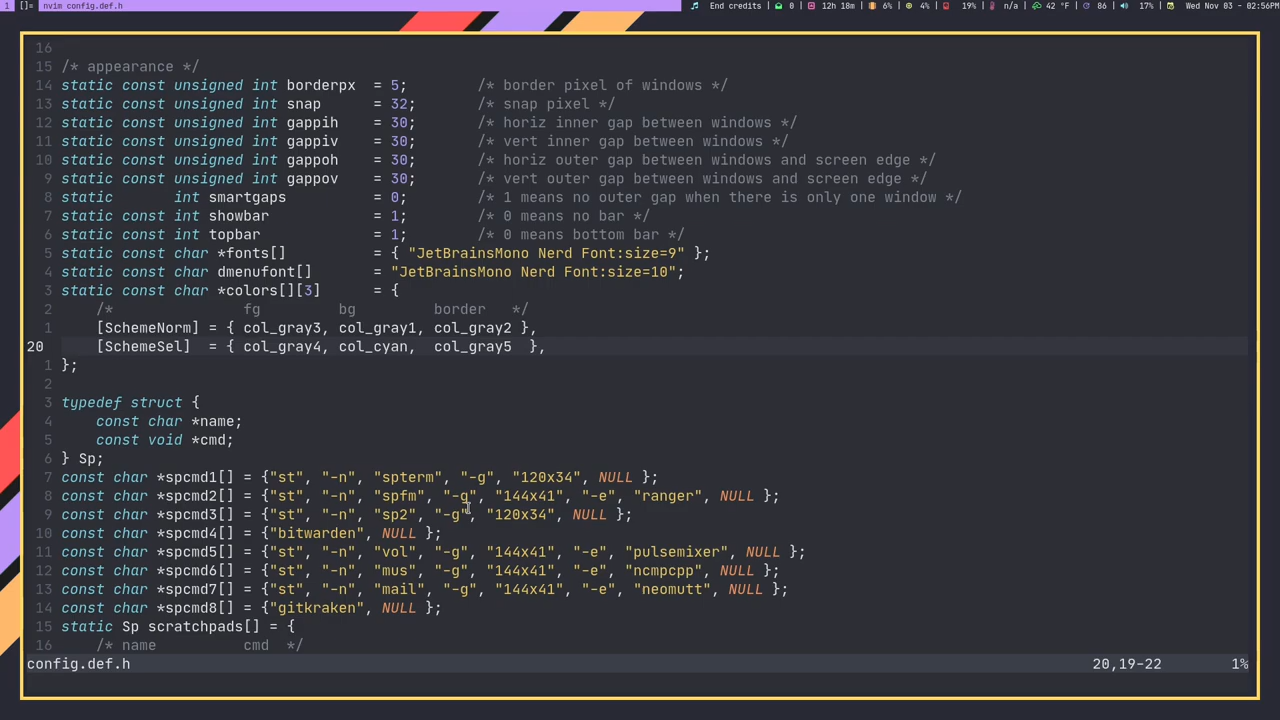 1 []= nvim config.def.h End credits 0 12h 18m 6% 4% 19% n/a 42 °F 86 17% Wed Nov 03 - 02:56PM
16
15 /* appearance */
14 static const unsigned int borderpx = 5; /* border pixel of windows */
13 static const unsigned int snap = 32; /* snap pixel */
12 static const unsigned int gappih = 30; /* horiz inner gap between windows */
11 static const unsigned int gappiv = 30; /* vert inner gap between windows */
10 static const unsigned int gappoh = 30; /* horiz outer gap between windows and screen edge */
9 static const unsigned int gappov = 30; /* vert outer gap between windows and screen edge */
8 static int smartgaps = 0; /* 1 means no outer gap when there is only one window */
7 static const int showbar = 1; /* 0 means no bar */
6 static const int topbar = 1; /* 0 means bottom bar */
5 static const char *fonts[] = { "JetBrainsMono Nerd Font:size=9" };
4 static const char dmenufont[] = "JetBrainsMono Nerd Font:size=10";
3 static const char *colors[][3] = {
2 /* fg bg border */
1 [SchemeNorm] = { col_gray3, col_gray1, col_gray2 },
20 [SchemeSel] = { col_gray4, col_cyan, col_gray5 },
1 };
2
3 typedef struct {
4 const char *name;
5 const void *cmd;
6 } Sp;
7 const char *spcmd1[] = {"st", "-n", "spterm", "-g", "120x34", NULL };
8 const char *spcmd2[] = {"st", "-n", "spfm", "-g", "144x41", "-e", "ranger", NULL };
9 const char *spcmd3[] = {"st", "-n", "sp2", "-g", "120x34", NULL };
10 const char *spcmd4[] = {"bitwarden", NULL };
11 const char *spcmd5[] = {"st", "-n", "vol", "-g", "144x41", "-e", "pulsemixer", NULL };
12 const char *spcmd6[] = {"st", "-n", "mus", "-g", "144x41", "-e", "ncmpcpp", NULL };
13 const char *spcmd7[] = {"st", "-n", "mail", "-g", "144x41", "-e", "neomutt", NULL };
14 const char *spcmd8[] = {"gitkraken", NULL };
15 static Sp scratchpads[] = {
16 /* name cmd */
config.def.h 20,19-22 1%